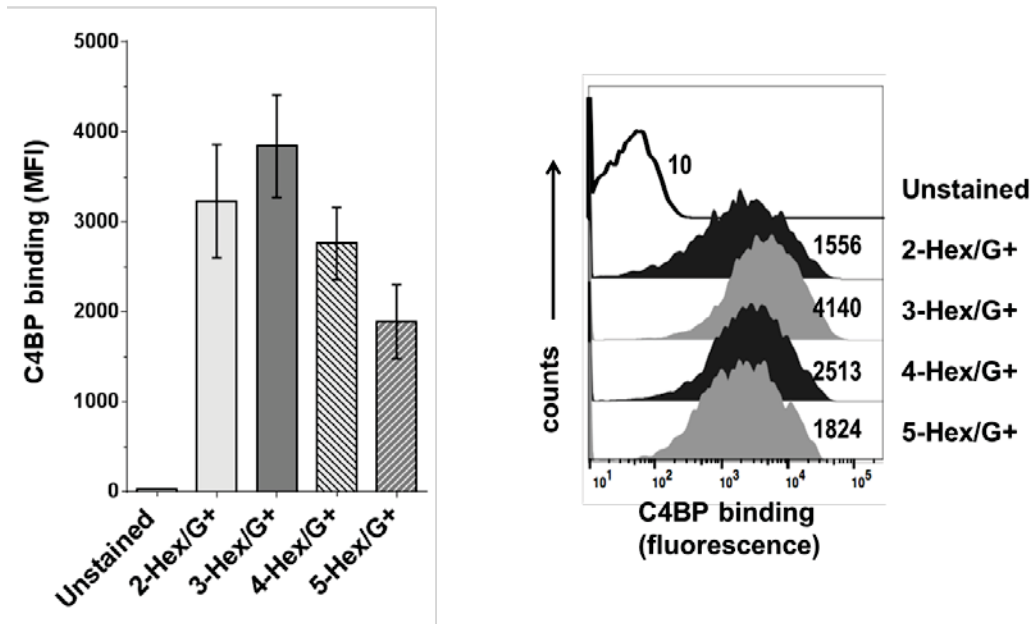 C4BP binding (MFI)
5000
4000
3000
2000
1000
0
Unstained
2-Hex/G+
3-Hex/G+
4-Hex/G+
5-Hex/G+
counts
10 Unstained
1556 2-Hex/G+
4140 3-Hex/G+
2513 4-Hex/G+
1824 5-Hex/G+
10¹ 10² 10³ 10⁴ 10⁵
C4BP binding
(fluorescence)